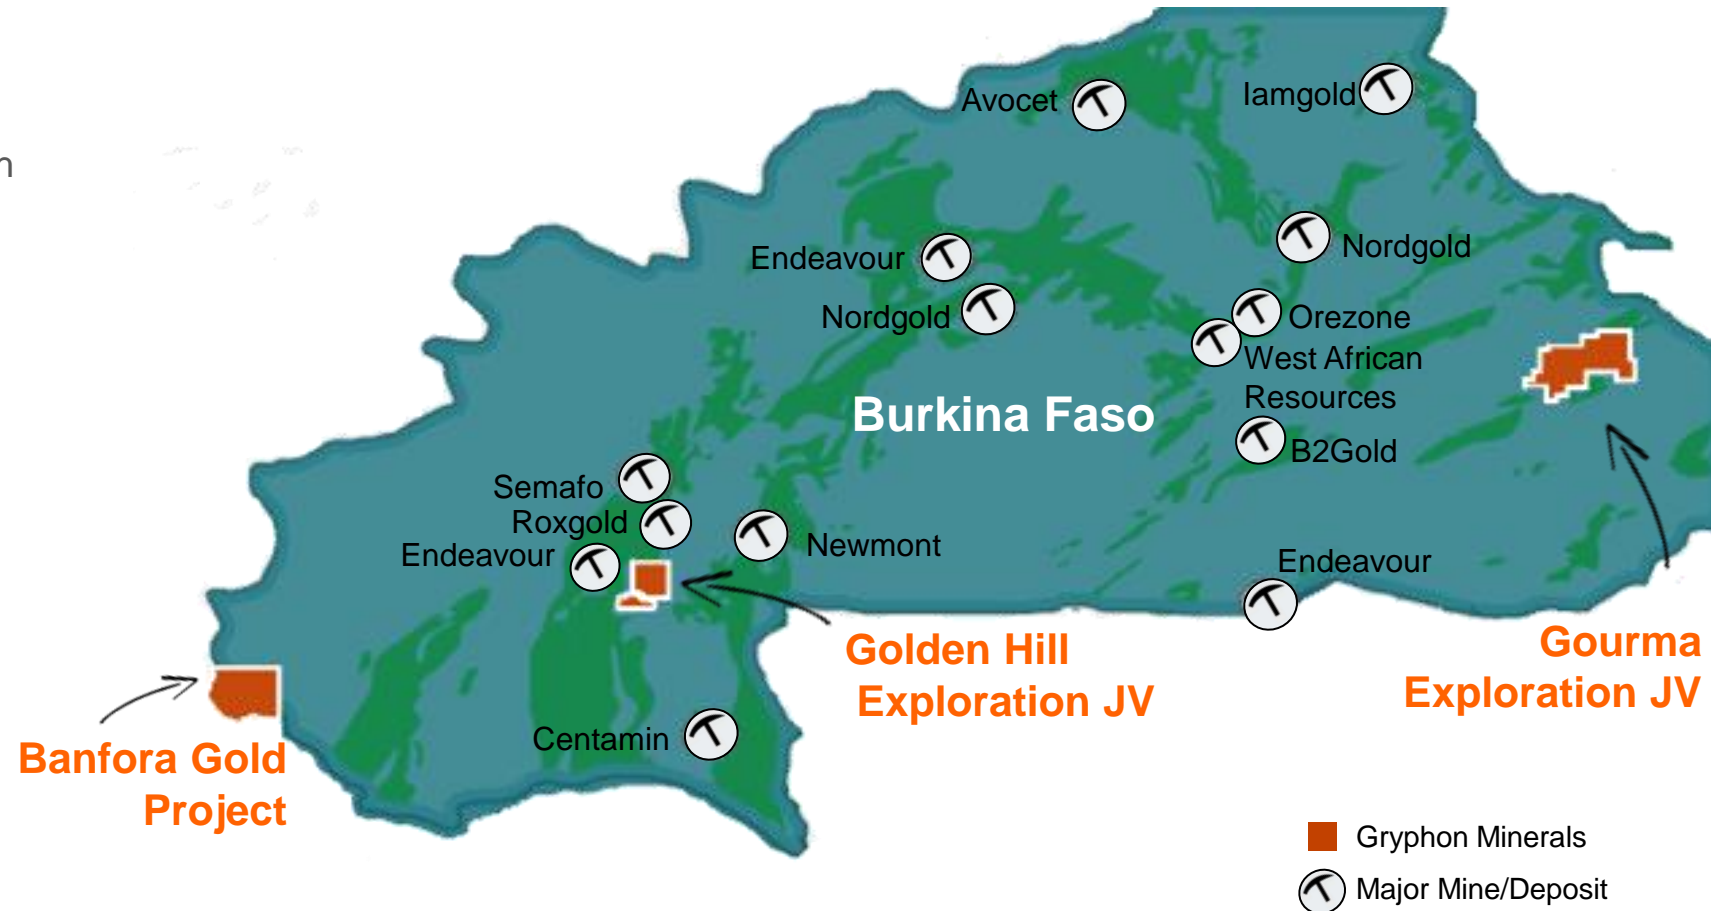 n
Avocet
Iamgold
Endeavour
Nordgold
Nordgold
Orezone
West African
Resources
Burkina Faso
B2Gold
Semafo
Roxgold
Endeavour
Newmont
Endeavour
Golden Hill
Exploration JV
Gourma
Exploration JV
Centamin
Banfora Gold
Project
Gryphon Minerals
Major Mine/Deposit